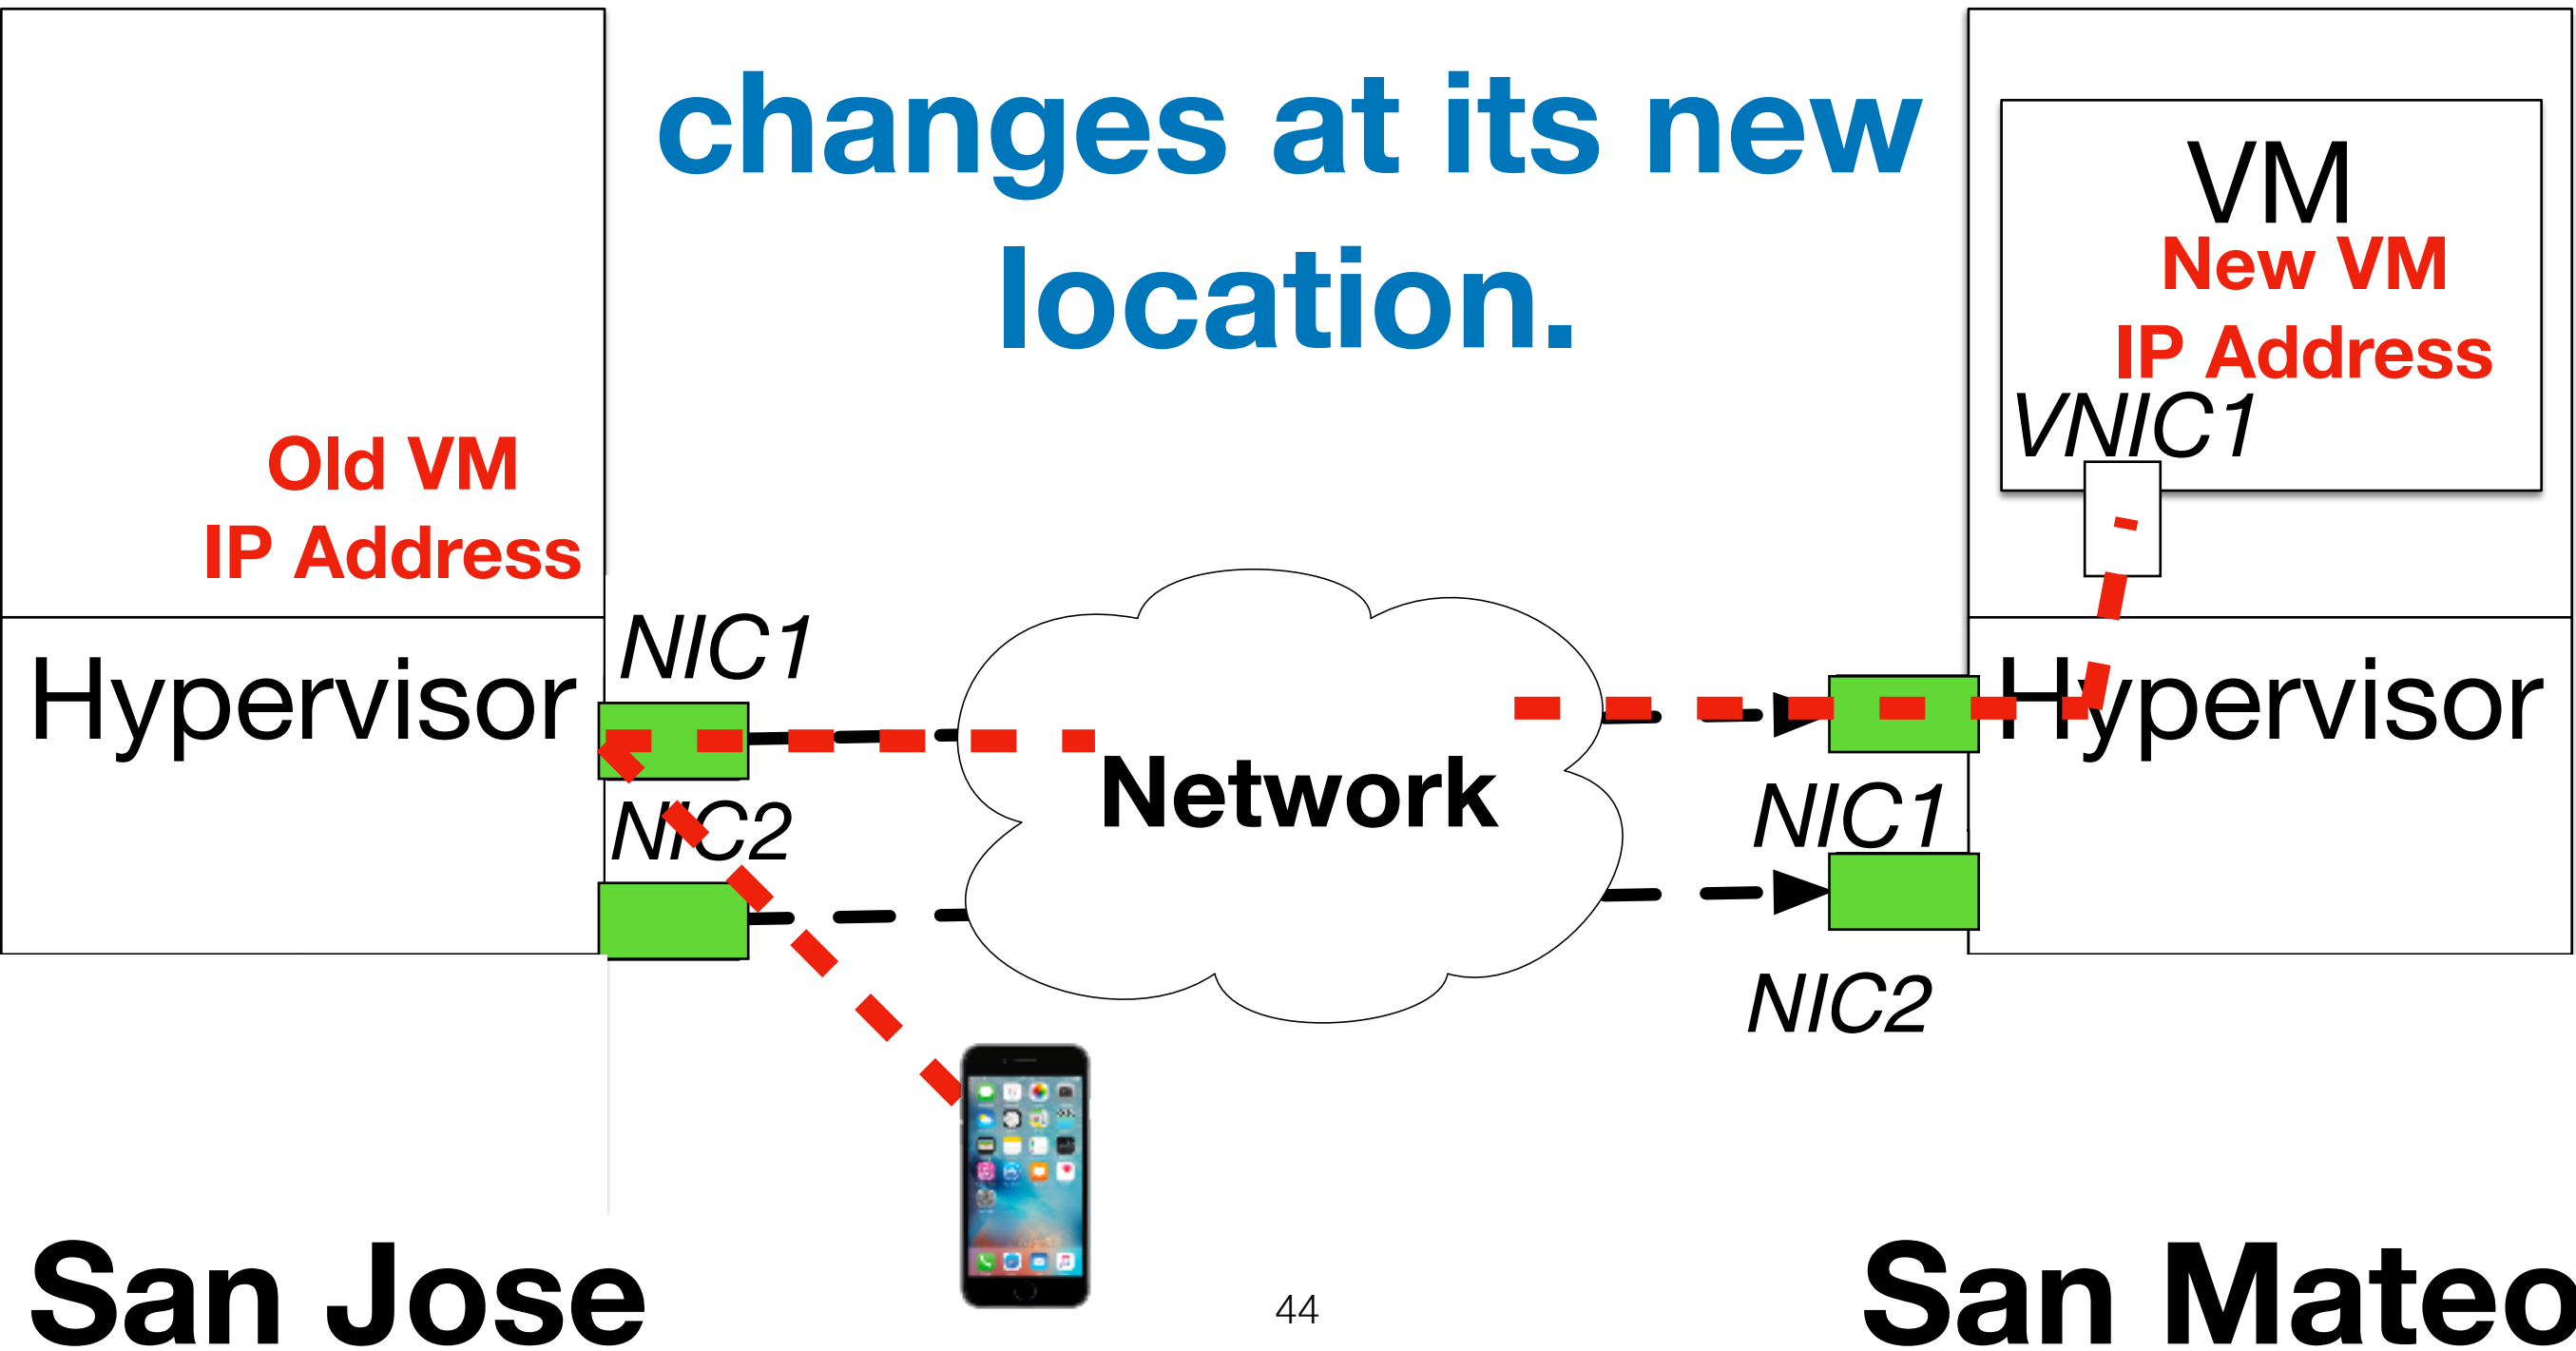 changes at its new
location.
VM
New VM
IP Address
VNIC1
Old VM
IP Address
Hypervisor
NIC1
NIC2
Network
Hypervisor
NIC1
NIC2
San Jose
44
San Mateo